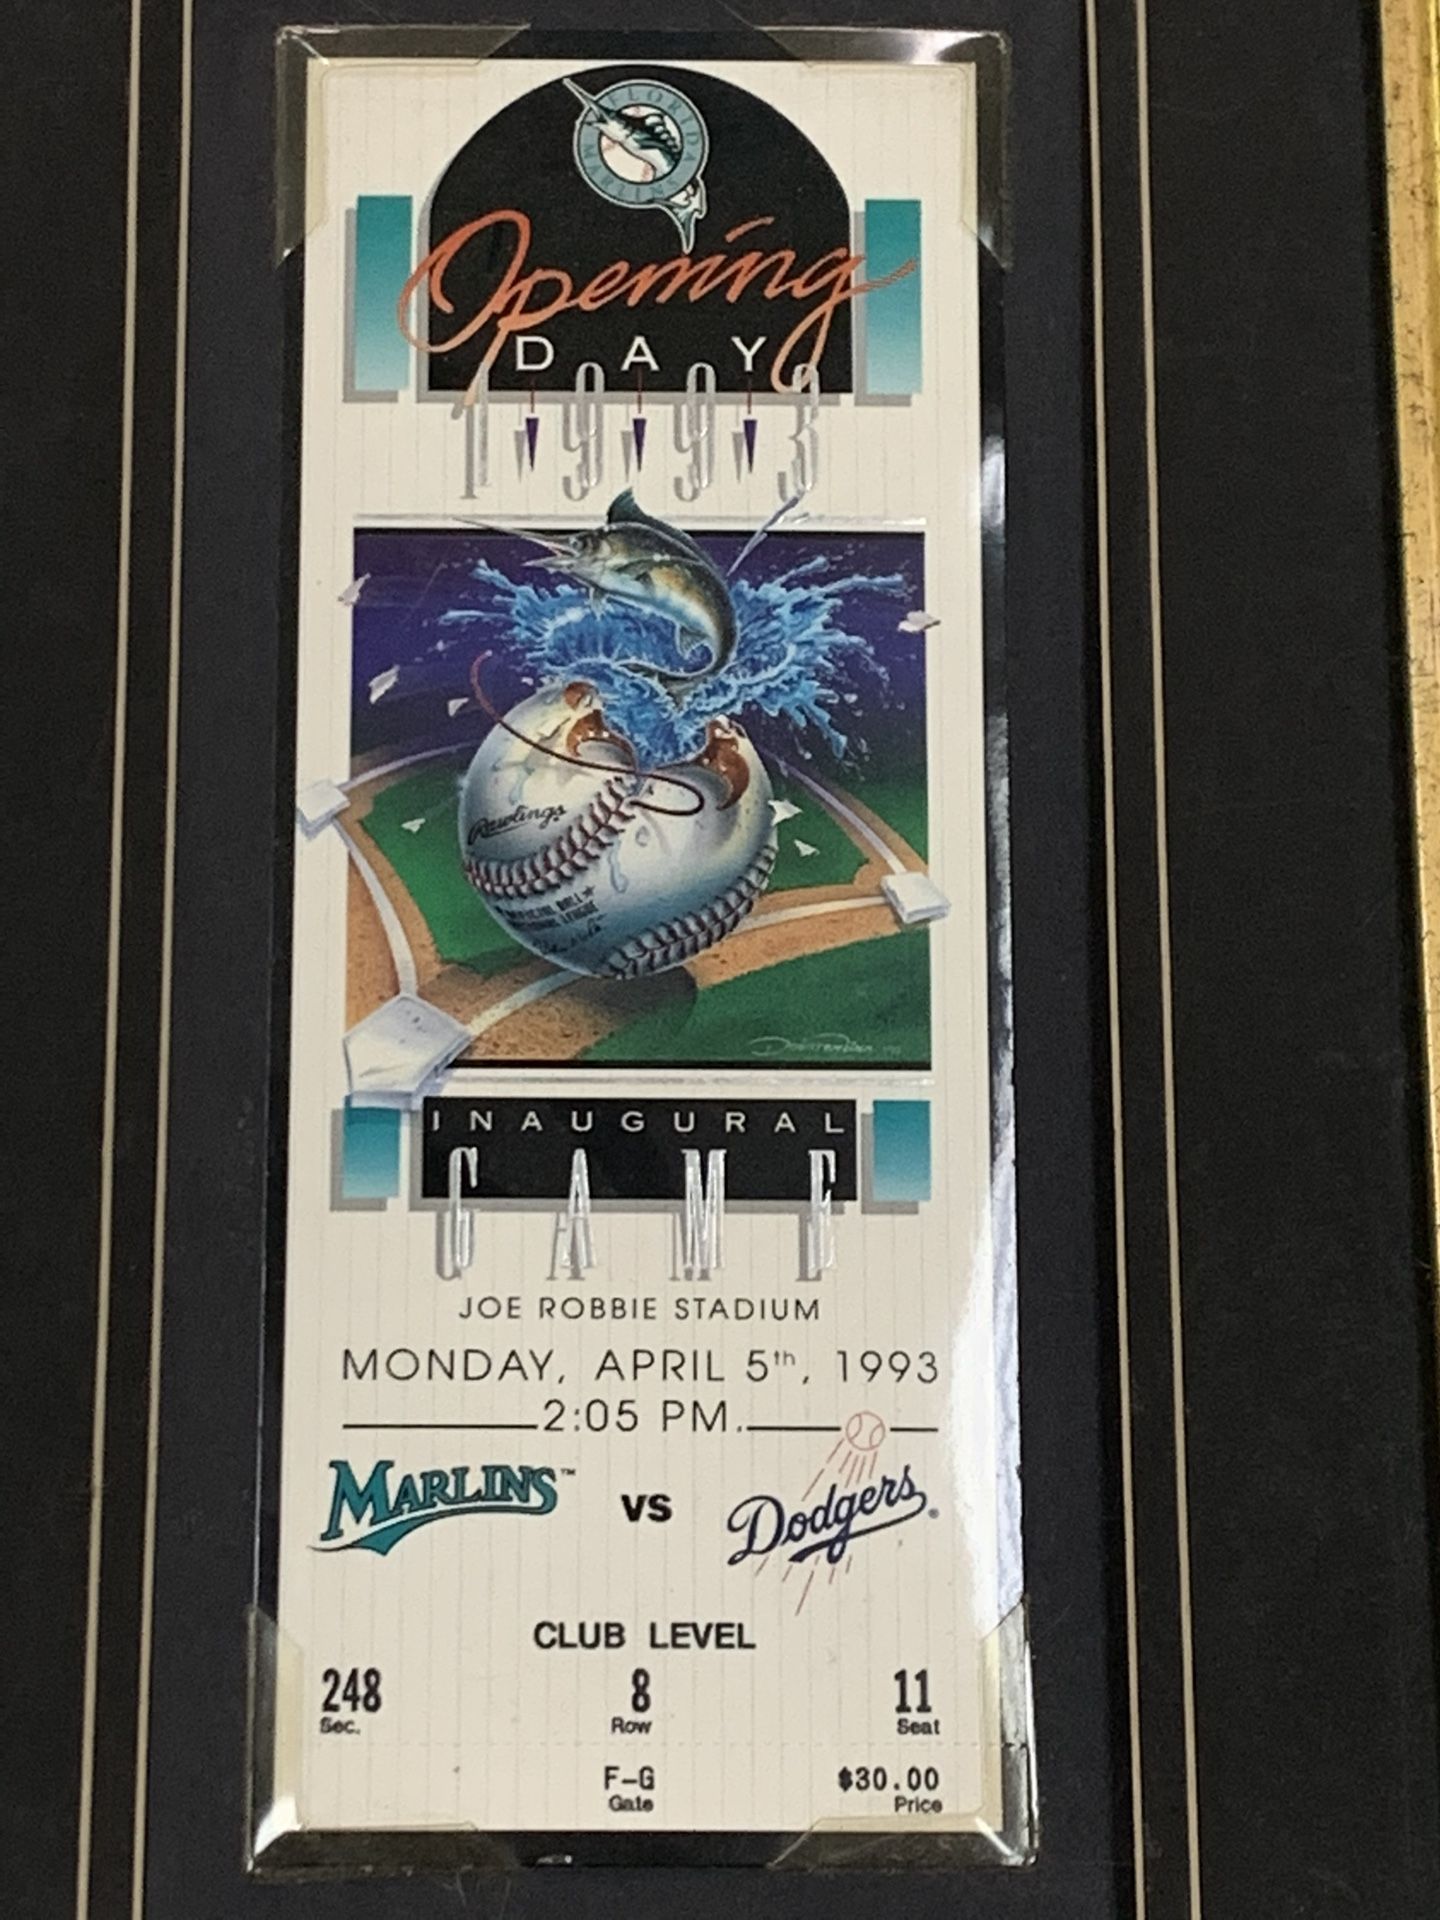 FLORIDA
MARLINS
Opening
DAY
1993
Rawlings
INAUGURAL
GAME
JOE ROBBIE STADIUM
MONDAY, APRIL 5th, 1993
2:05 PM.
MARLINS™ VS Dodgers®
CLUB LEVEL
248 8 11
Sec. Row Seat
F-G $30.00
Gate Price